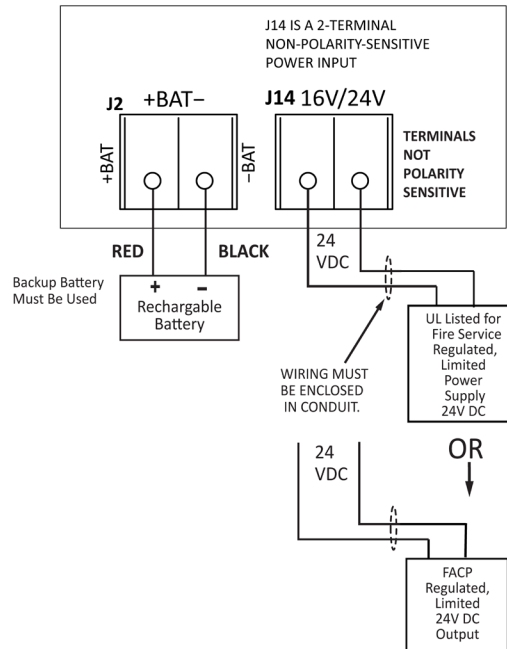 J14 IS A 2-TERMINAL
NON-POLARITY-SENSITIVE
POWER INPUT
J2 +BAT−
J14 16V/24V
+BAT
−BAT
TERMINALS
NOT
POLARITY
SENSITIVE
RED
BLACK
24
VDC
Backup Battery
Must Be Used
+ -
Rechargable
Battery
UL Listed for
Fire Service
Regulated,
Limited
Power
Supply
24V DC
WIRING MUST
BE ENCLOSED
IN CONDUIT.
OR
24
VDC
FACP
Regulated,
Limited
24V DC
Output